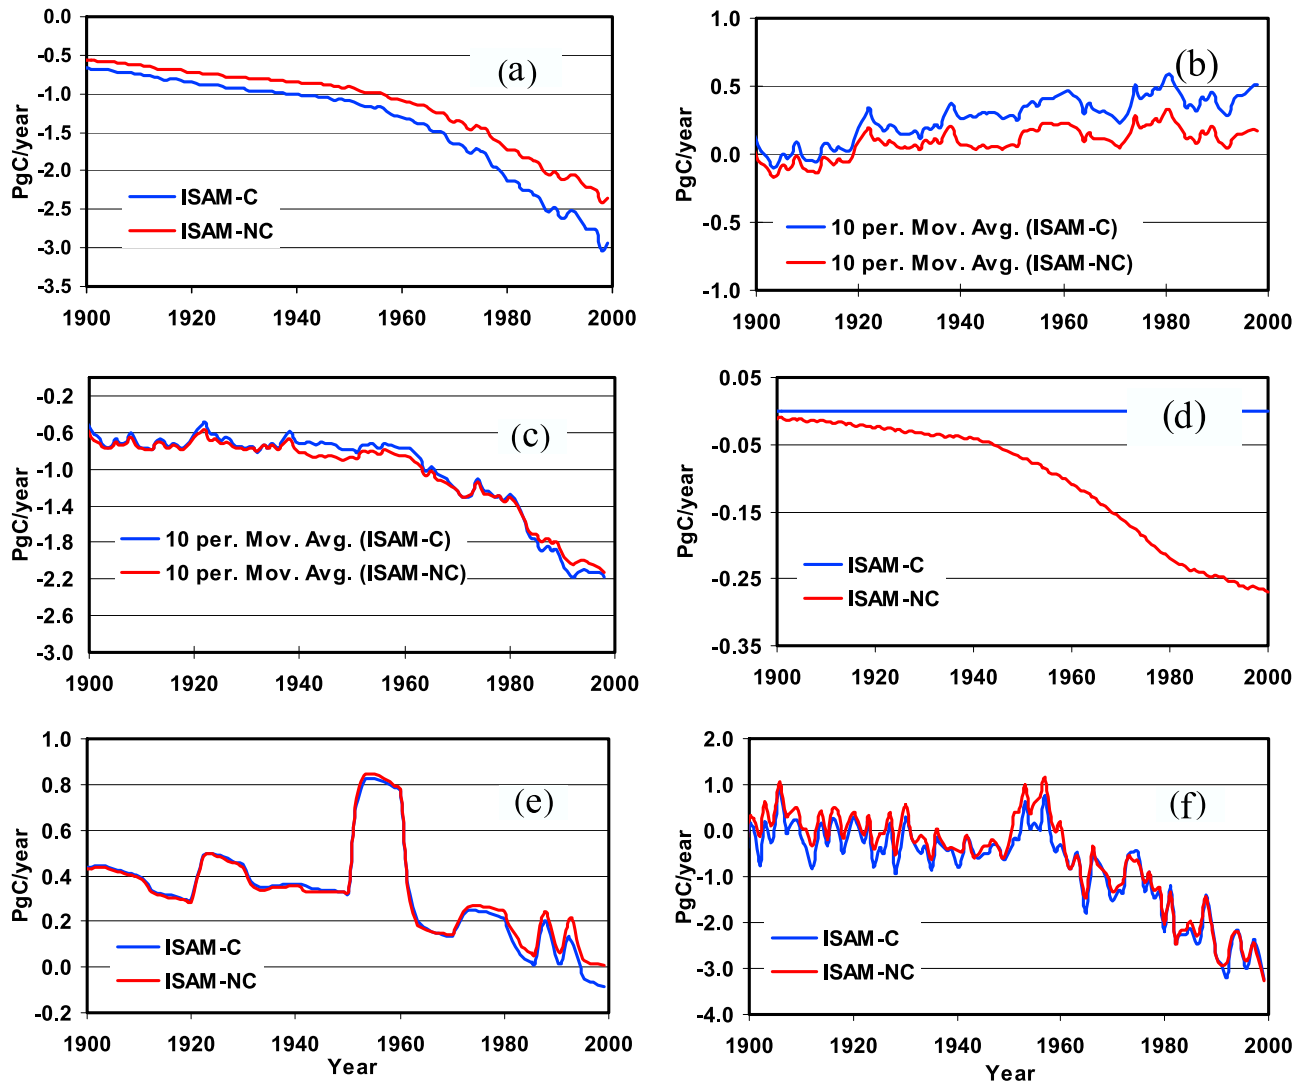 0.0
-0.5
-1.0
-1.5
-2.0
-2.5
-3.0
-3.5
PgC/year
(a)
ISAM-C
ISAM-NC
1900 1920 1940 1960 1980 2000
1.0
0.5
0.0
0.5
1.0
PgC/year
(b)
10 per. Mov. Avg. (ISAM-C)
10 per. Mov. Avg. (ISAM-NC)
1900 1920 1940 1960 1980 2000
-0.2
-0.6
-1.0
-1.4
-1.8
-2.2
-2.6
-3.0
PgC/year
(c)
10 per. Mov. Avg. (ISAM-C)
10 per. Mov. Avg. (ISAM-NC)
1900 1920 1940 1960 1980 2000
0.05
-0.05
-0.15
-0.25
-0.35
PgC/year
(d)
ISAM-C
ISAM-NC
1900 1920 1940 1960 1980 2000
1.0
0.8
0.6
0.4
0.2
0.0
-0.2
PgC/year
(e)
ISAM-C
ISAM-NC
1900 1920 1940 1960 1980 2000
Year
2.0
1.0
0.0
-1.0
-2.0
-3.0
-4.0
PgC/year
(f)
ISAM-C
ISAM-NC
1900 1920 1940 1960 1980 2000
Year